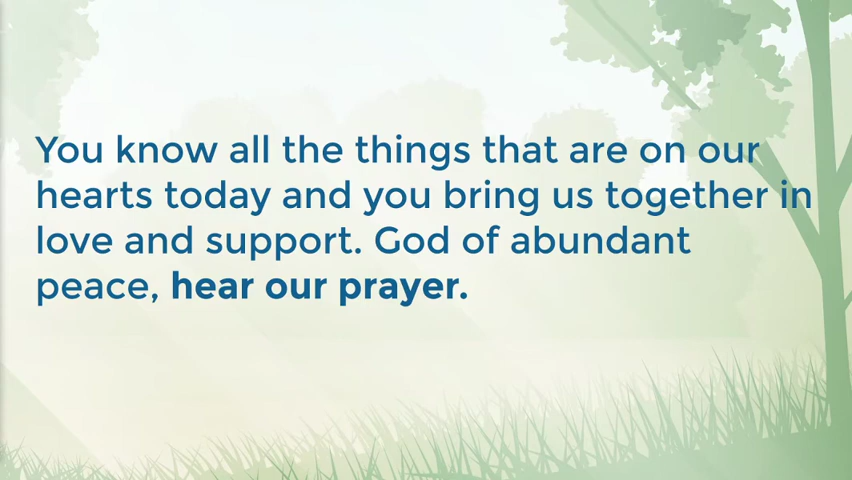 You know all the things that are on our
hearts today and you bring us together in
love and support. God of abundant
peace, hear our prayer.